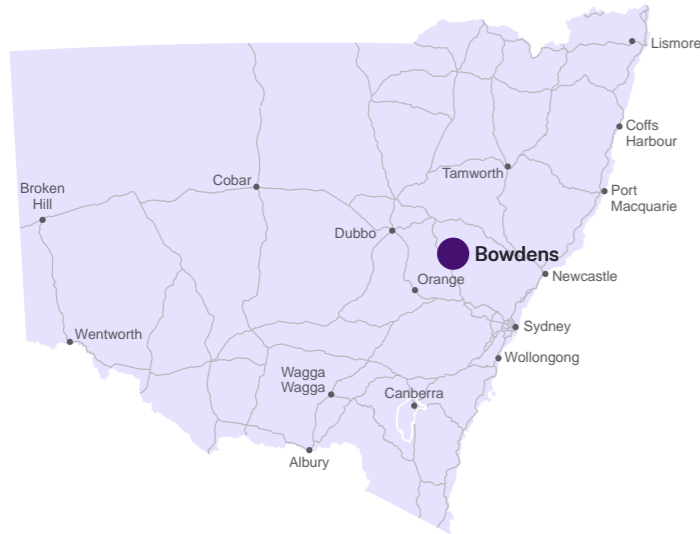 Lismore
Coffs
Harbour
Tamworth
Cobar
Broken
Hill
Port
Macquarie
Dubbo
Bowdens
Orange
Newcastle
Sydney
Wentworth
Wollongong
Wagga
Wagga
Canberra
Albury